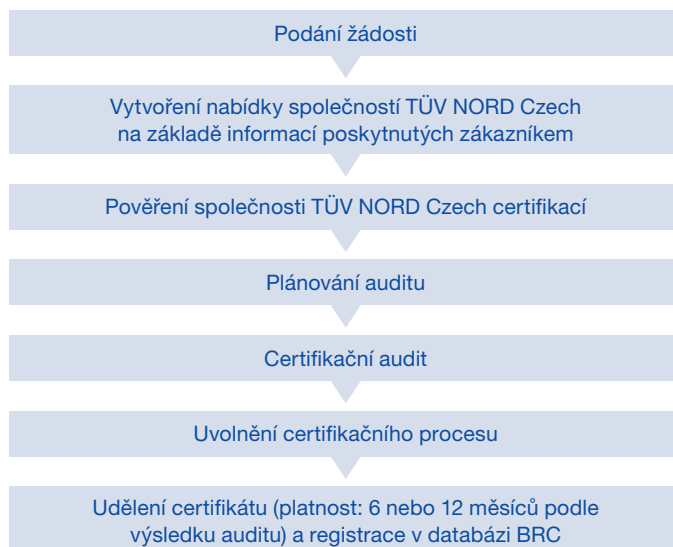 Podání žádosti
Vytvoření nabídky společností TÜV NORD Czech
na základě informací poskytnutých zákazníkem
Pověření společnosti TÜV NORD Czech certifikací
Plánování auditu
Certifikační audit
Uvolnění certifikačního procesu
Udělení certifikátu (platnost: 6 nebo 12 měsíců podle
výsledku auditu) a registrace v databázi BRC